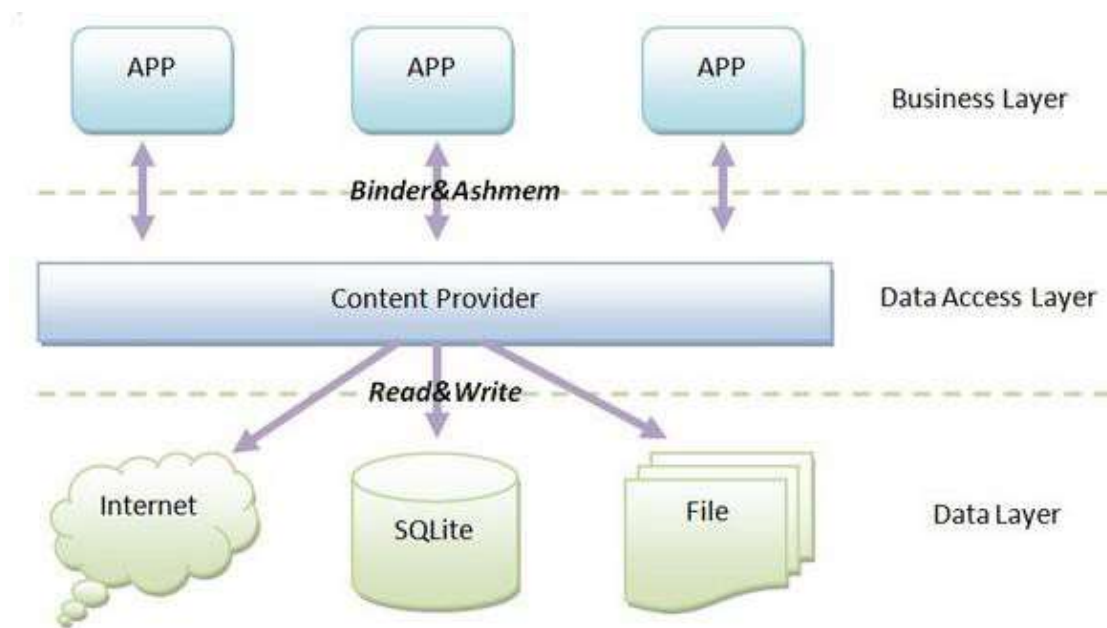 APP
APP
APP
Business Layer
Binder&Ashmem
Content Provider
Data Access Layer
Read&Write
Internet
SQLite
File
Data Layer